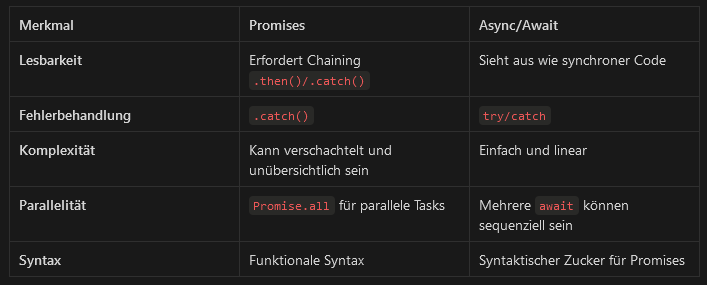 Merkmal Promises Async/Await
Lesbarkeit Erfordert Chaining Sieht aus wie synchroner Code
.then()/.catch()
Fehlerbehandlung .catch() try/catch
Komplexität Kann verschachtelt und Einfach und linear
unübersichtlich sein
Parallelität Promise.all für parallele Tasks Mehrere await können
sequenziell sein
Syntax Funktionale Syntax Syntaktischer Zucker für Promises